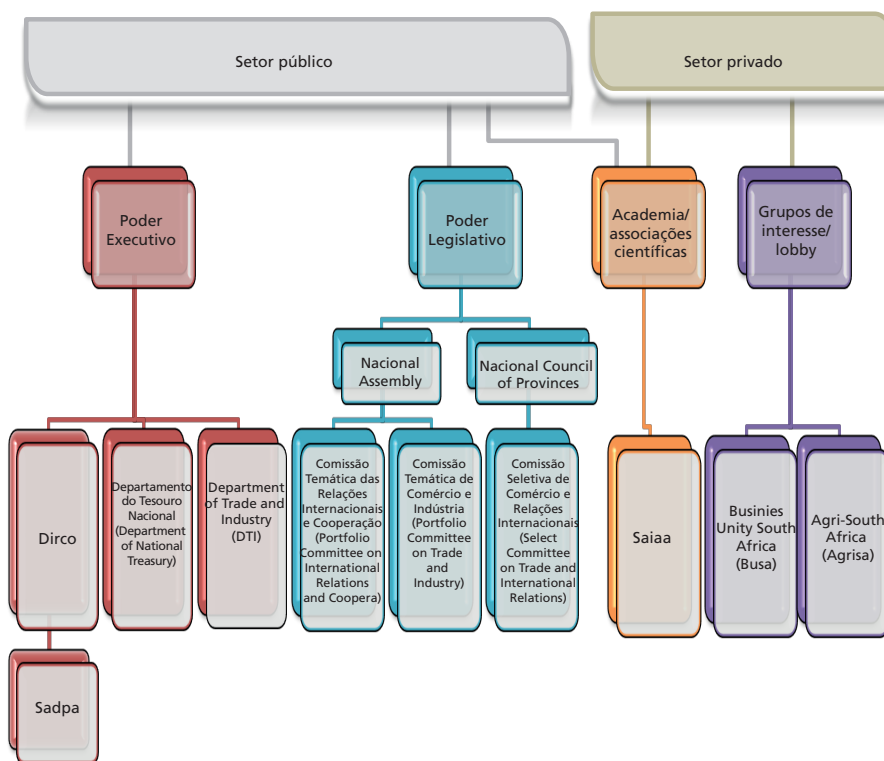 Setor público
Setor privado
Poder
Executivo
Poder
Legislativo
Academia/
associações
científicas
Grupos de
interesse/
lobby
Nacional
Assembly
Nacional Council
of Provinces
Dirco
Departamento
do Tesouro
Nacional
(Department
of National
Treasury)
Department
of Trade and
Industry
(DTI)
Comissão
Temática das
Relações
Internacionais
e Cooperação
(Portfolio
Committee on
International
Relations
and Coopera)
Comissão
Temática de
Comércio e
Indústria
(Portfolio
Committee
on Trade
and
Industry)
Comissão
Seletiva de
Comércio e
Relações
Internacionais
(Select
Committee
on Trade and
International
Relations)
Saiaa
Businies
Unity South
Africa
(Busa)
Agri-South
Africa
(Agrisa)
Sadpa